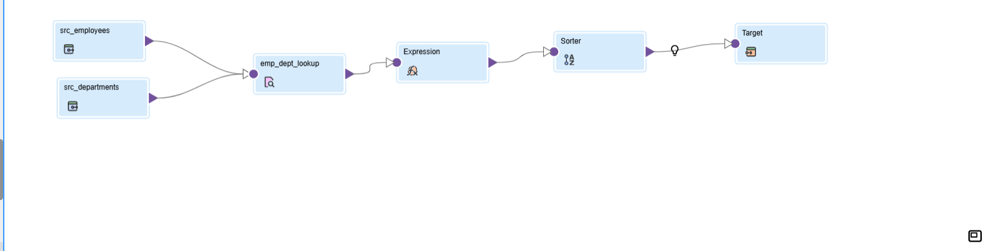 src_employees
src_departments
emp_dept_lookup
Expression
Sorter
Target